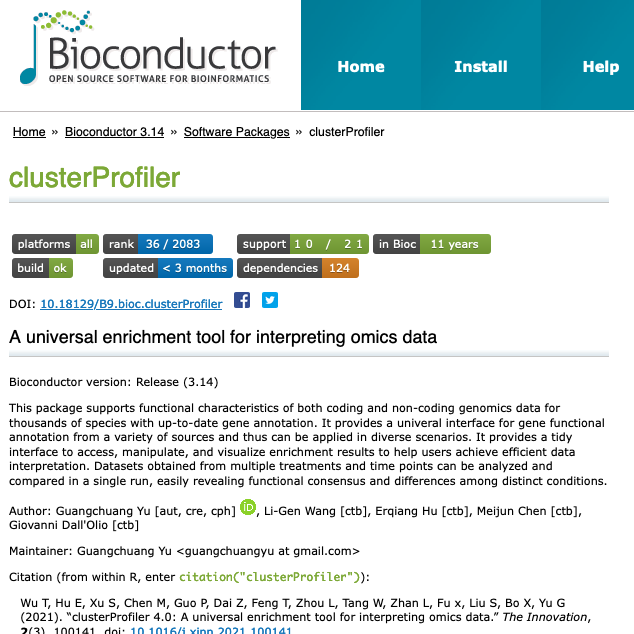 Bioconductor
OPEN SOURCE SOFTWARE FOR BIOINFORMATICS
Home Install Help
Home » Bioconductor 3.14 » Software Packages » clusterProfiler
clusterProfiler
platforms all rank 36 / 2083 support 10 / 21 in Bioc 11 years
build ok updated < 3 months dependencies 124
DOI: 10.18129/B9.bioc.clusterProfiler
A universal enrichment tool for interpreting omics data
Bioconductor version: Release (3.14)
This package supports functional characteristics of both coding and non-coding genomics data for
thousands of species with up-to-date gene annotation. It provides a univeral interface for gene functional
annotation from a variety of sources and thus can be applied in diverse scenarios. It provides a tidy
interface to access, manipulate, and visualize enrichment results to help users achieve efficient data
interpretation. Datasets obtained from multiple treatments and time points can be analyzed and
compared in a single run, easily revealing functional consensus and differences among distinct conditions.
Author: Guangchuang Yu [aut, cre, cph] iD, Li-Gen Wang [ctb], Erqiang Hu [ctb], Meijun Chen [ctb],
Giovanni Dall'Olio [ctb]
Maintainer: Guangchuang Yu <guangchuangyu at gmail.com>
Citation (from within R, enter citation("clusterProfiler")):
Wu T, Hu E, Xu S, Chen M, Guo P, Dai Z, Feng T, Zhou L, Tang W, Zhan L, Fu x, Liu S, Bo X, Yu G
(2021). “clusterProfiler 4.0: A universal enrichment tool for interpreting omics data.” The Innovation,
2(3), 100141. doi: 10.1016/j.xinn.2021.100141